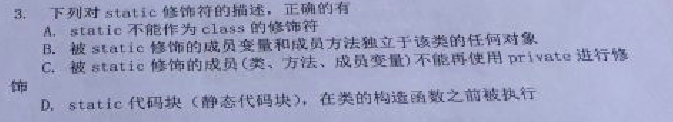 3. 下列对 static 修饰符的描述，正确的有
A. static 不能作为 class 的修饰符
B. 被 static 修饰的成员变量和成员方法独立于该类的任何对象
C. 被 static 修饰的成员(类、方法、成员变量)不能再使用 private 进行修
饰
D. static 代码块（静态代码块），在类的构造函数之前被执行